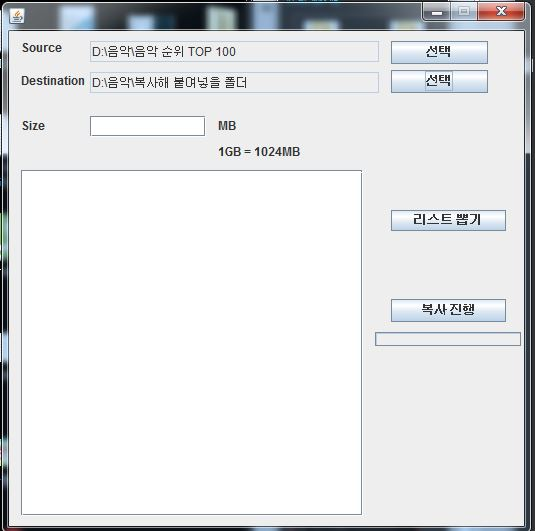 Source D:\음악\음악 순위 TOP 100 선택
Destination D:\음악\복사해 붙여넣을 폴더 선택
Size MB
1GB = 1024MB
리스트 뽑기
복사 진행